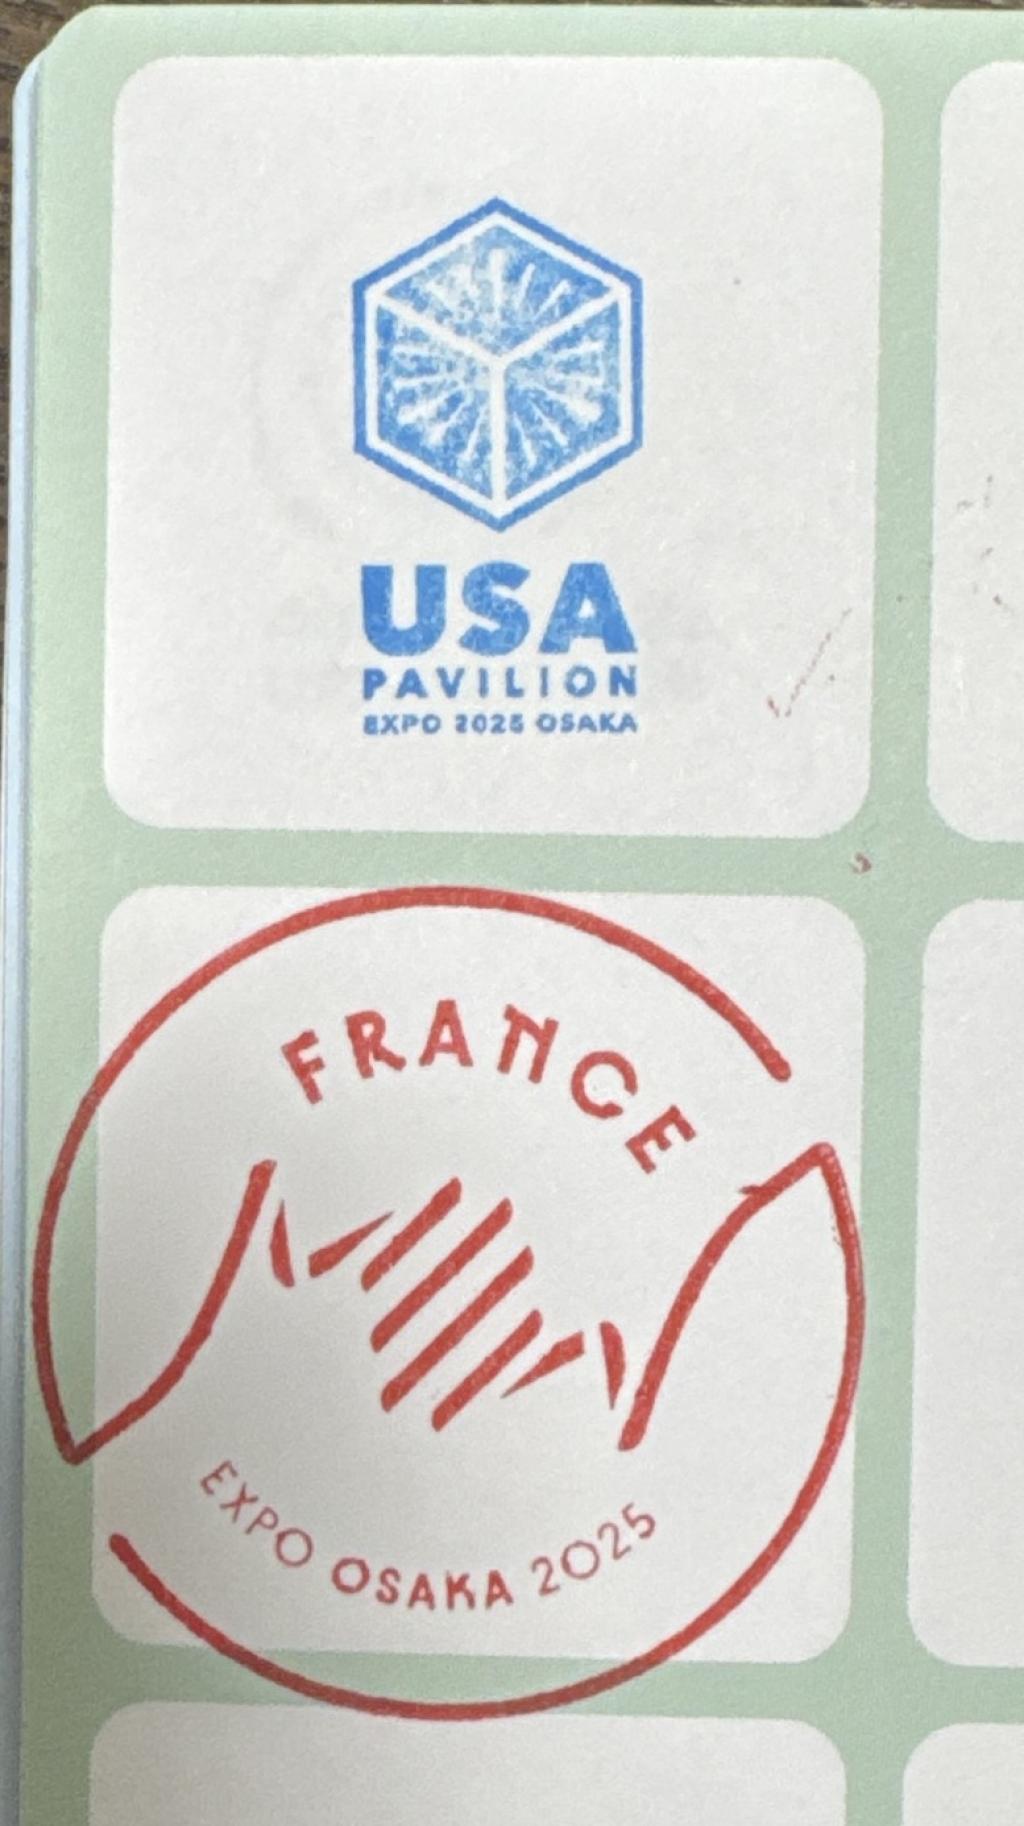 USA
PAVILION
EXPO 2025 OSAKA
FRANCE
EXPO OSAKA 2025